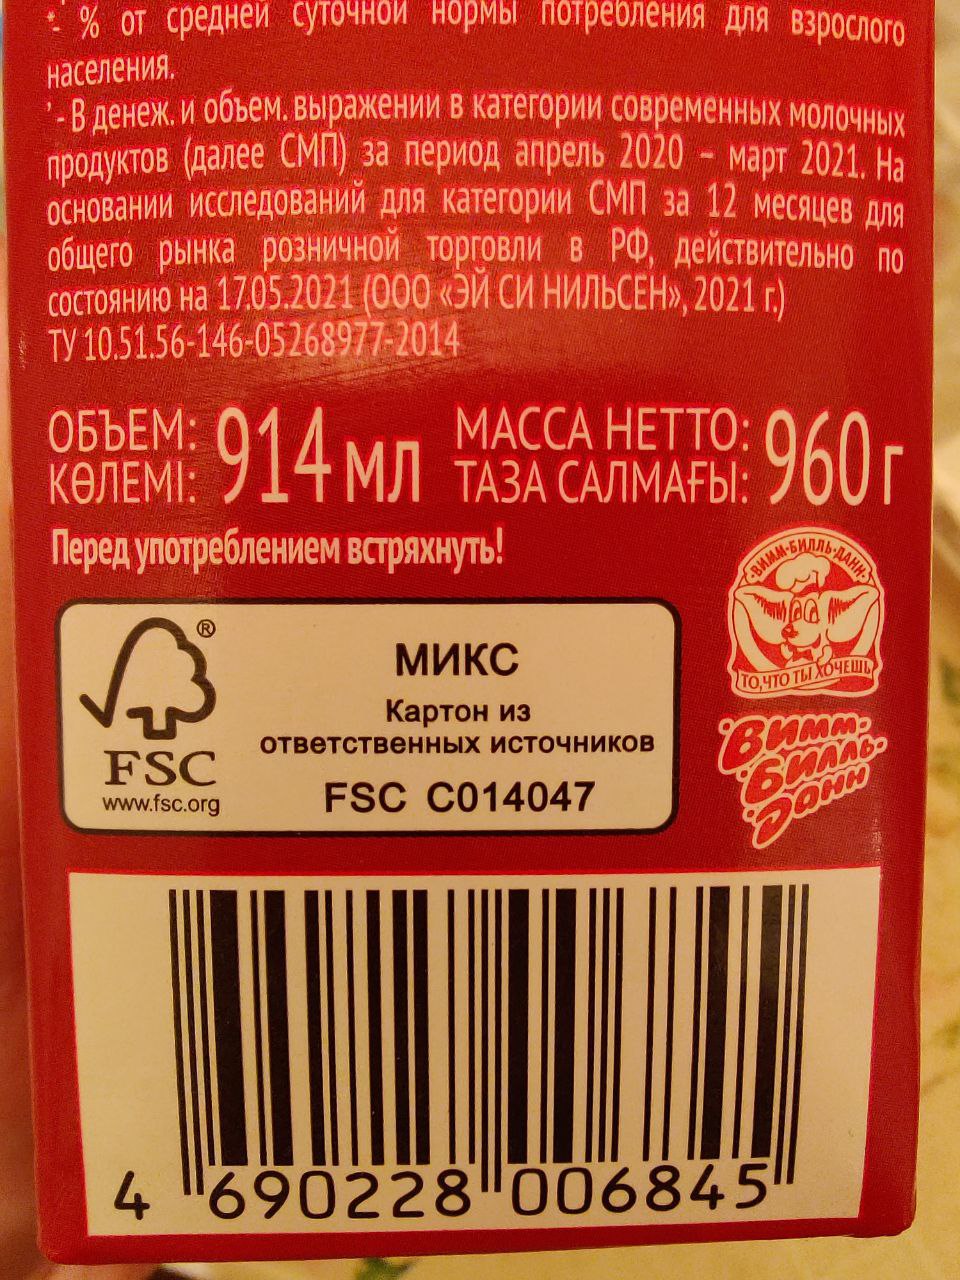 *- % от средней суточной нормы потребления для взрослого
населения.
'- В денеж. и объем. выражении в категории современных молочных
продуктов (далее СМП) за период апрель 2020 – март 2021. На
основании исследований для категории СМП за 12 месяцев для
общего рынка розничной торговли в РФ, действительно по
состоянию на 17.05.2021 (ООО «ЭЙ СИ НИЛЬСЕН», 2021 г.)
ТУ 10.51.56-146-05268977-2014
ОБЪЕМ: 914 мл МАССА НЕТТО: 960 г
КӨЛЕМІ: ТАЗА САЛМАҒЫ:
Перед употреблением встряхнуть!
ВИММ-БИЛЛЬ-ДАНН
ТО, ЧТО ТЫ ХОЧЕШЬ
Вимм-
Билль-
Данн
®
FSC
www.fsc.org
МИКС
Картон из
ответственных источников
FSC C014047
4 690228 006845